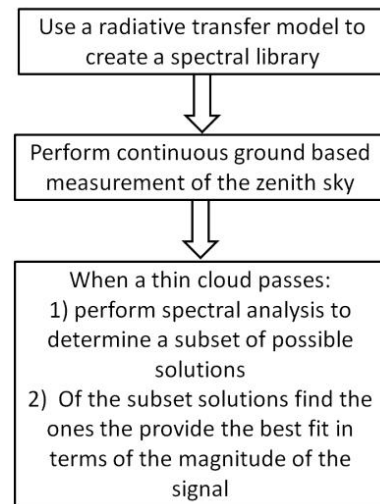 Use a radiative transfer model to
create a spectral library
Perform continuous ground based
measurement of the zenith sky
When a thin cloud passes:
1) perform spectral analysis to
determine a subset of possible
solutions
2) Of the subset solutions find the
ones the provide the best fit in
terms of the magnitude of the
signal